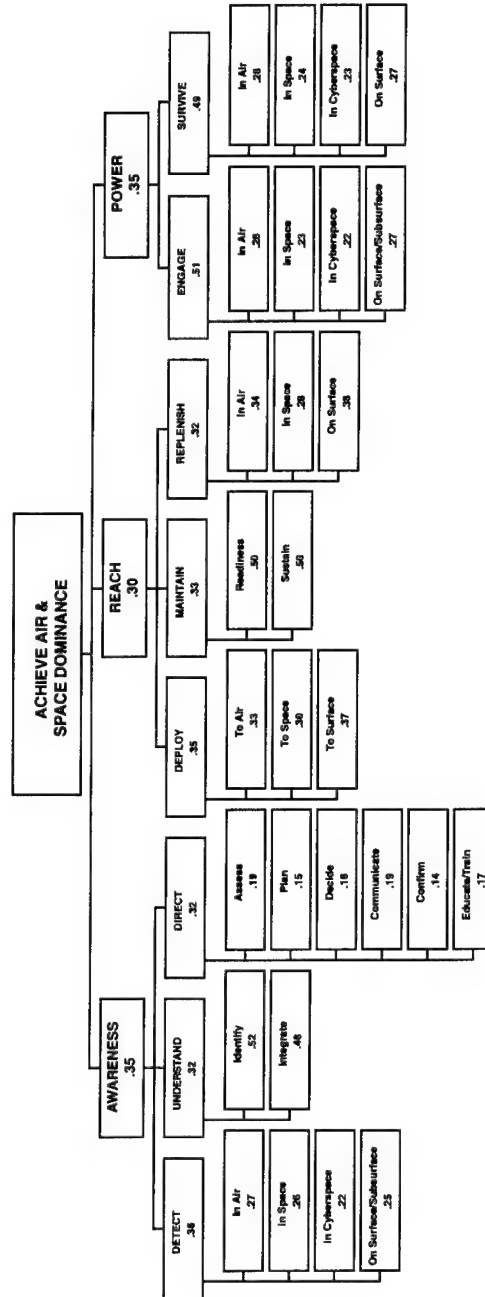 ACHIEVE AIR &
SPACE DOMINANCE
AWARENESS
.35
REACH
.30
POWER
.35
DETECT
.36
UNDERSTAND
.32
DIRECT
.32
DEPLOY
.35
MAINTAIN
.33
REPLENISH
.32
ENGAGE
.51
SURVIVE
.49
In Air
.27
In Space
.26
In Cyberspace
.22
On Surface/Subsurface
.25
Identify
.52
Integrate
.48
Assess
.19
Plan
.15
Decide
.16
Communicate
.19
Confirm
.14
Educate/Train
.17
To Air
.33
To Space
.30
To Surface
.37
Readiness
.50
Sustain
.50
In Air
.34
In Space
.28
On Surface
.38
In Air
.28
In Space
.23
In Cyberspace
.22
On Surface/Subsurface
.27
In Air
.26
In Space
.24
In Cyberspace
.23
On Surface
.27